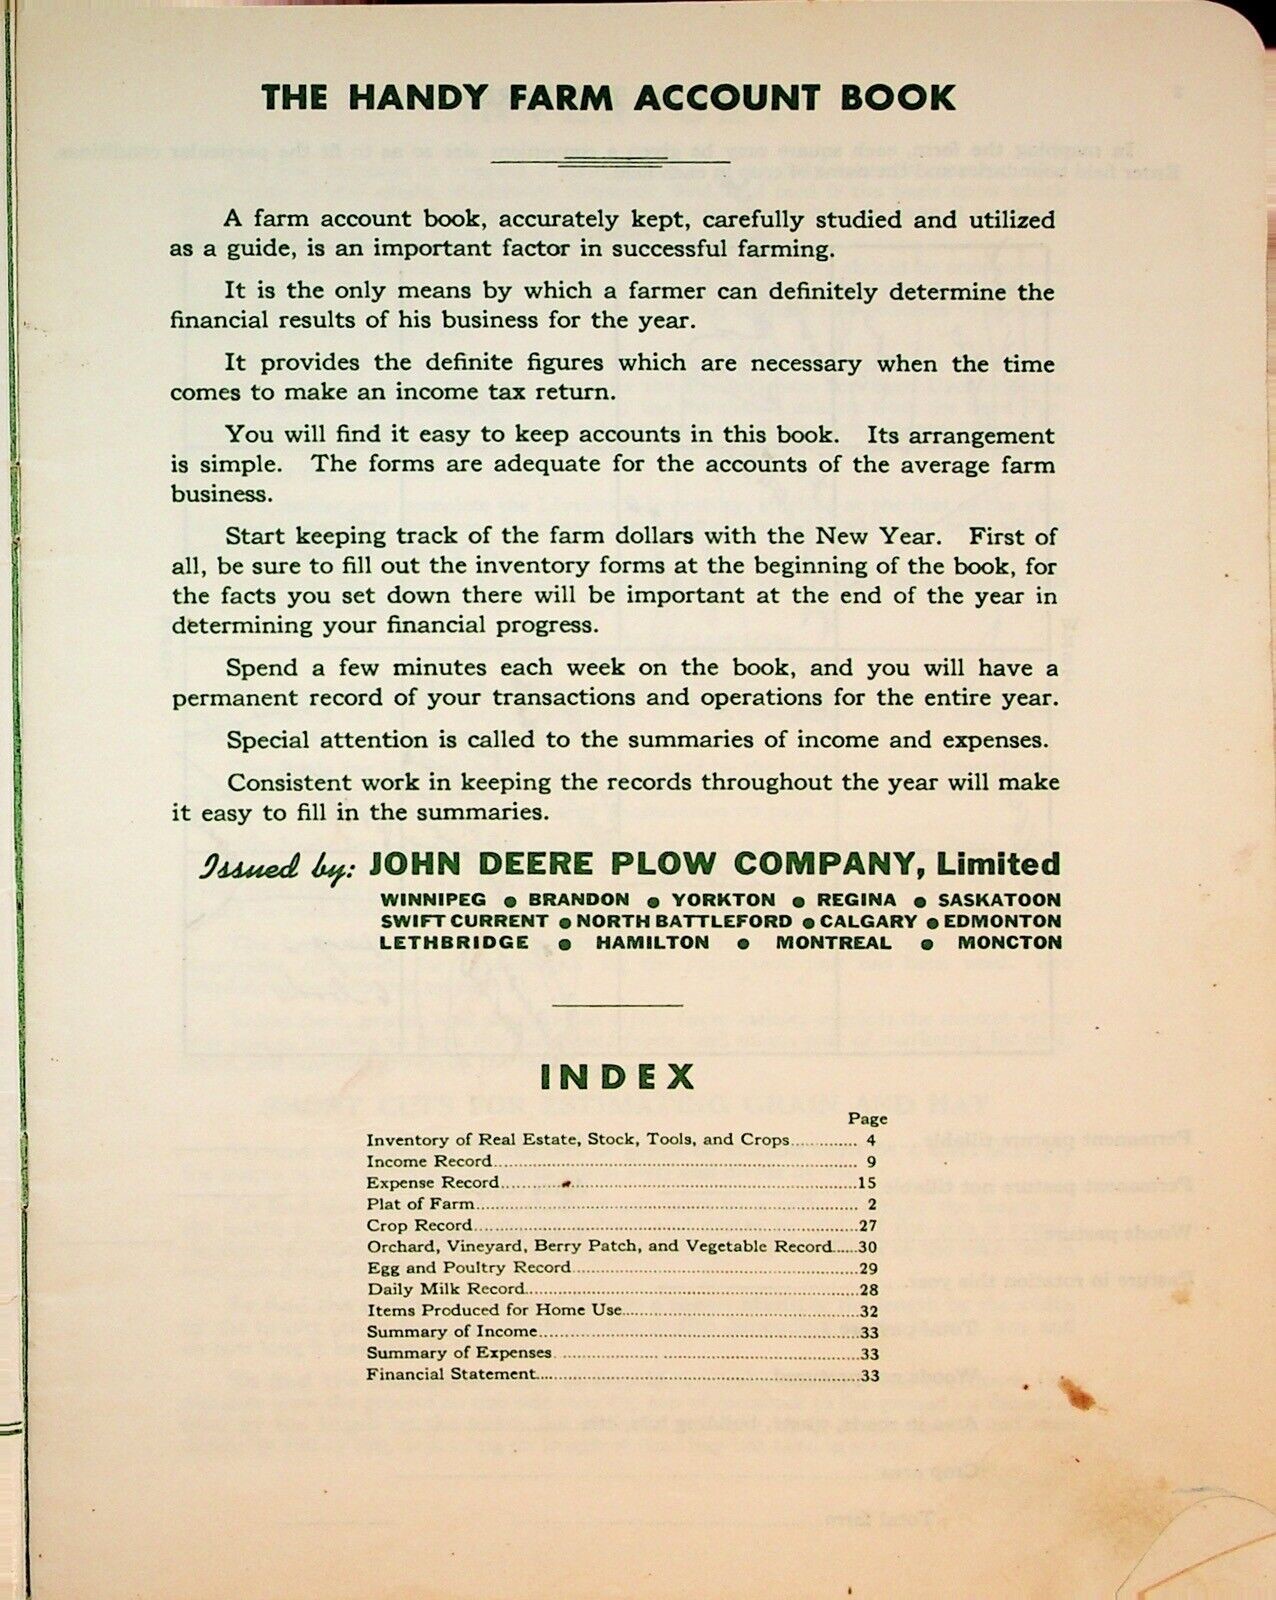 THE HANDY FARM ACCOUNT BOOK
A farm account book, accurately kept, carefully studied and utilized
as a guide, is an important factor in successful farming.
It is the only means by which a farmer can definitely determine the
financial results of his business for the year.
It provides the definite figures which are necessary when the time
comes to make an income tax return.
You will find it easy to keep accounts in this book. Its arrangement
is simple. The forms are adequate for the accounts of the average farm
business.
Start keeping track of the farm dollars with the New Year. First of
all, be sure to fill out the inventory forms at the beginning of the book, for
the facts you set down there will be important at the end of the year in
determining your financial progress.
Spend a few minutes each week on the book, and you will have a
permanent record of your transactions and operations for the entire year.
Special attention is called to the summaries of income and expenses.
Consistent work in keeping the records throughout the year will make
it easy to fill in the summaries.
Issued by: JOHN DEERE PLOW COMPANY, Limited
WINNIPEG ● BRANDON ● YORKTON ● REGINA ● SASKATOON
SWIFT CURRENT ● NORTH BATTLEFORD ● CALGARY ● EDMONTON
LETHBRIDGE ● HAMILTON ● MONTREAL ● MONCTON
INDEX
Page
Inventory of Real Estate, Stock, Tools, and Crops.............. 4
Income Record.............. 9
Expense Record..............15
Plat of Farm.............. 2
Crop Record..............27
Orchard, Vineyard, Berry Patch, and Vegetable Record......30
Egg and Poultry Record..............29
Daily Milk Record..............28
Items Produced for Home Use..............32
Summary of Income..............33
Summary of Expenses..............33
Financial Statement..............33